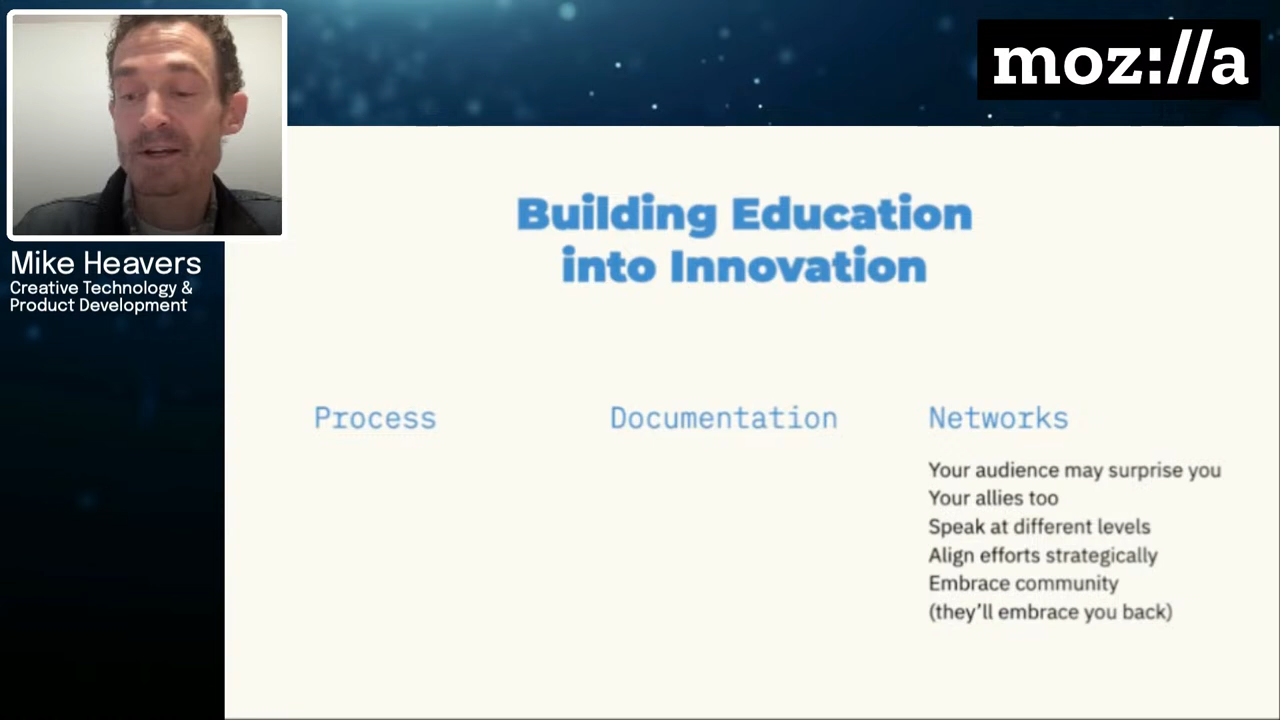 moz://a
Mike Heavers
Creative Technology &
Product Development
Building Education
into Innovation
Process
Documentation
Networks
Your audience may surprise you
Your allies too
Speak at different levels
Align efforts strategically
Embrace community
(they’ll embrace you back)